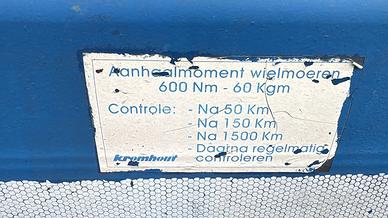 Aanhaalmoment wielmoeren
600 Nm - 60 Kgm
Controle: - Na 50 Km
- Na 150 Km
- Na 1500 Km
- Daarna regelmatig
Kromhout controleren